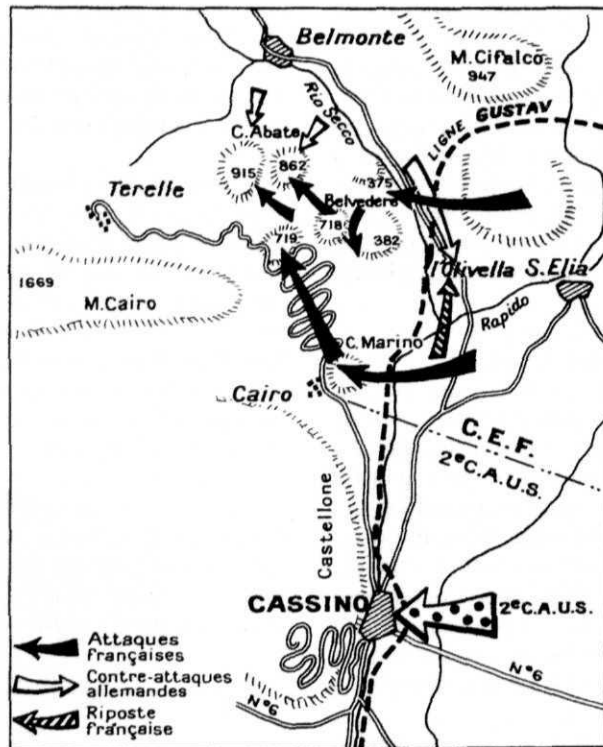 Belmonte
M. Cifalco
947
Rio Secco
LIGNE GUSTAV
C. Abate
915
862
375
Terelle
Belvedere
718
719
382
l'Olivella
S. Elia
1669
M. Cairo
Rapido
C. Marino
Cairo
C.E.F.
2e C.A.U.S.
Castellone
CASSINO
2e C.A.U.S.
N°6
N°6
Attaques
françaises
Contre-attaques
allemandes
Riposte
française